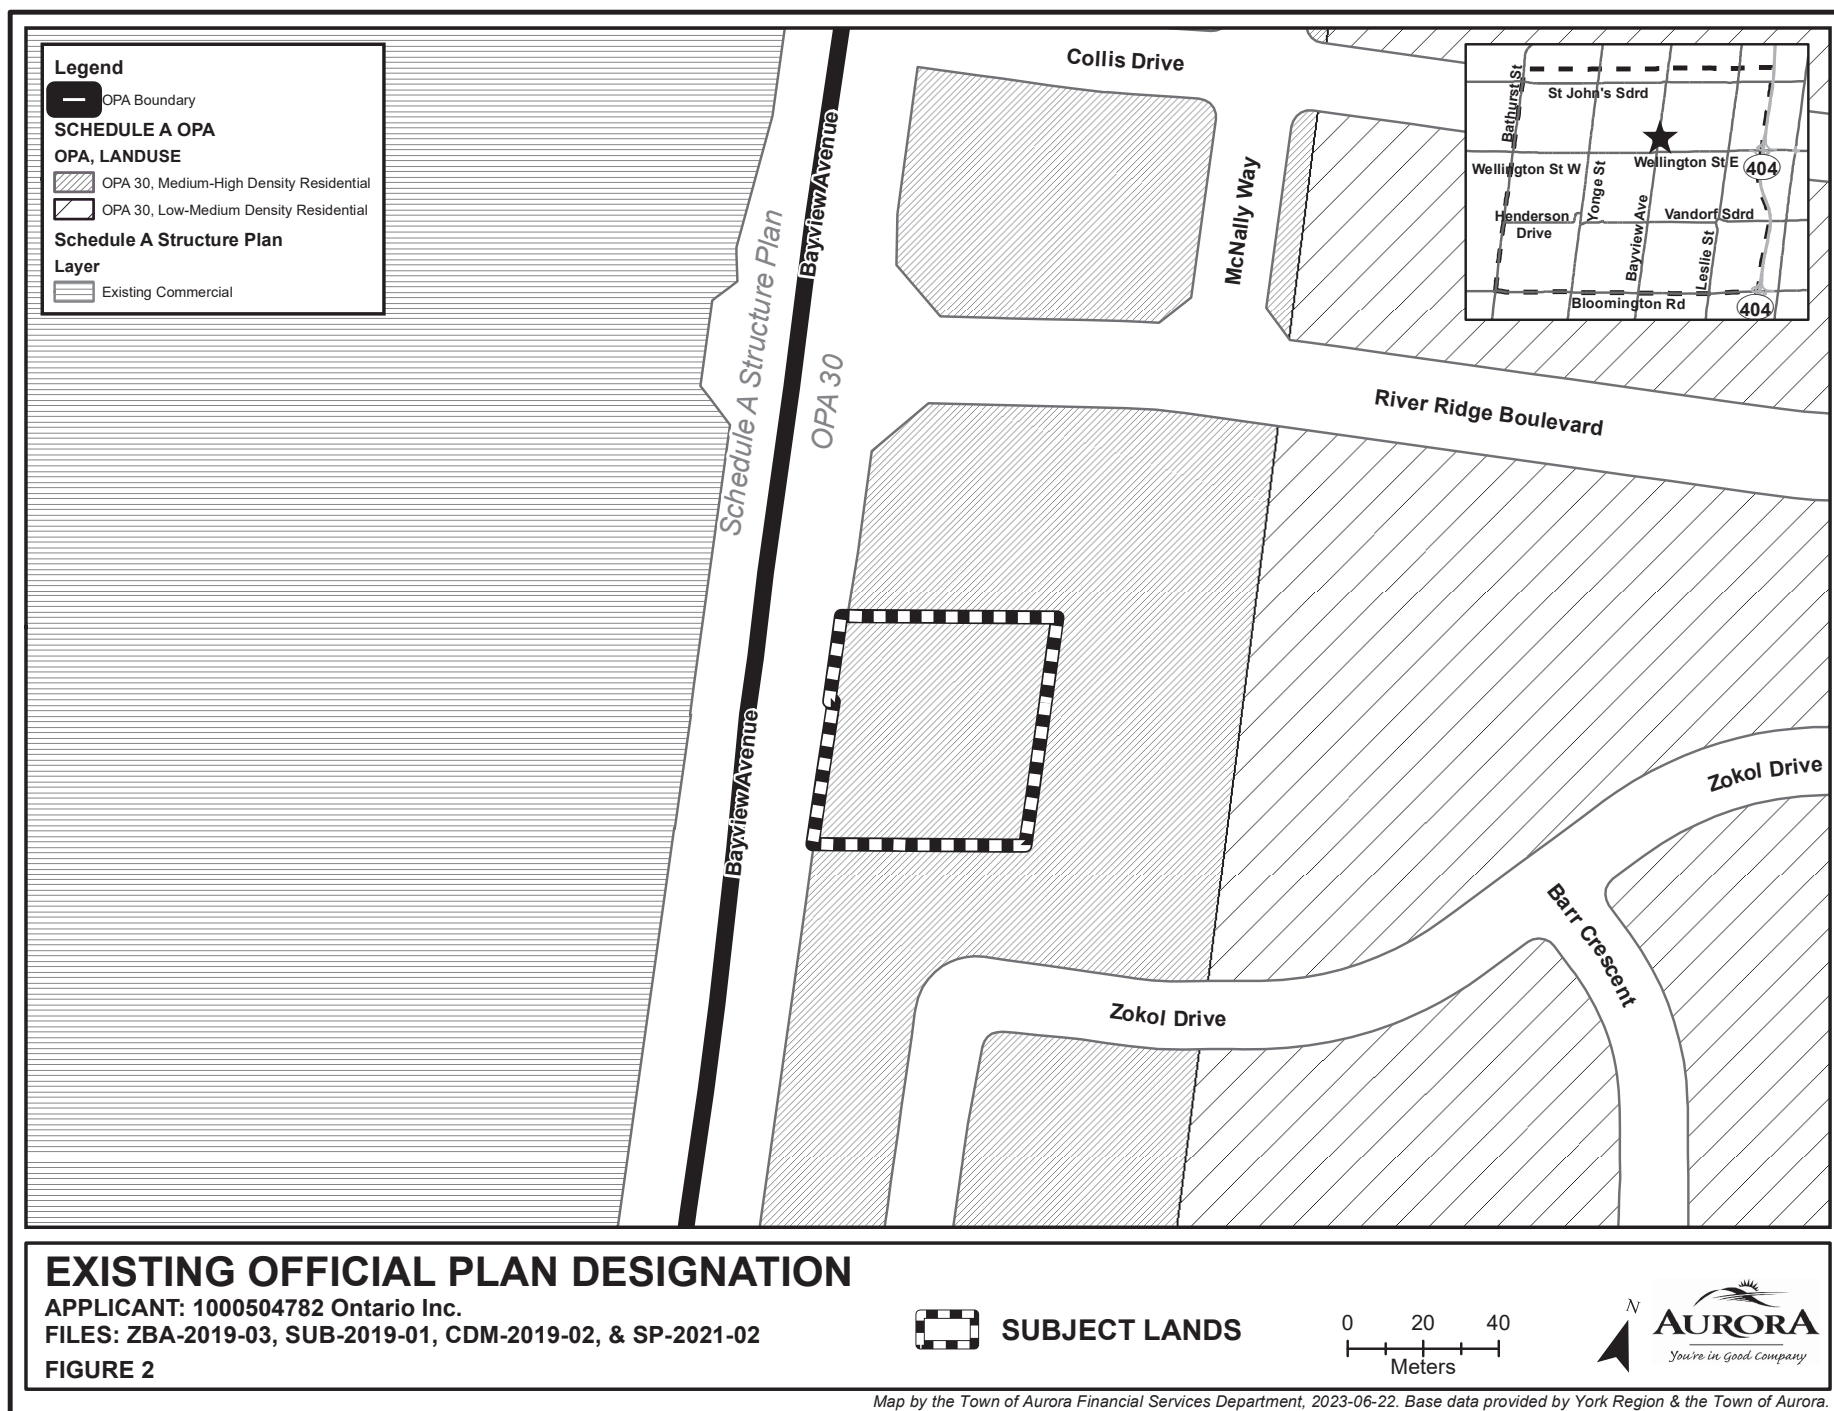 Legend
OPA Boundary
SCHEDULE A OPA
OPA, LANDUSE
OPA 30, Medium-High Density Residential
OPA 30, Low-Medium Density Residential
Schedule A Structure Plan
Layer
Existing Commercial
Collis Drive
Bayview Avenue
Schedule A Structure Plan
OPA 30
McNally Way
River Ridge Boulevard
Bayview Avenue
Zokol Drive
Barr Crescent
Zokol Drive
Bathurst St
St John's Sdrd
Wellington St W
Wellington St E
404
Yonge St
Henderson
Drive
Bayview Ave
Vandorf Sdrd
Leslie St
Bloomington Rd
404
EXISTING OFFICIAL PLAN DESIGNATION
APPLICANT: 1000504782 Ontario Inc.
FILES: ZBA-2019-03, SUB-2019-01, CDM-2019-02, & SP-2021-02
FIGURE 2
SUBJECT LANDS
0 20 40
Meters
N
AURORA
You're in Good Company
Map by the Town of Aurora Financial Services Department, 2023-06-22. Base data provided by York Region & the Town of Aurora.